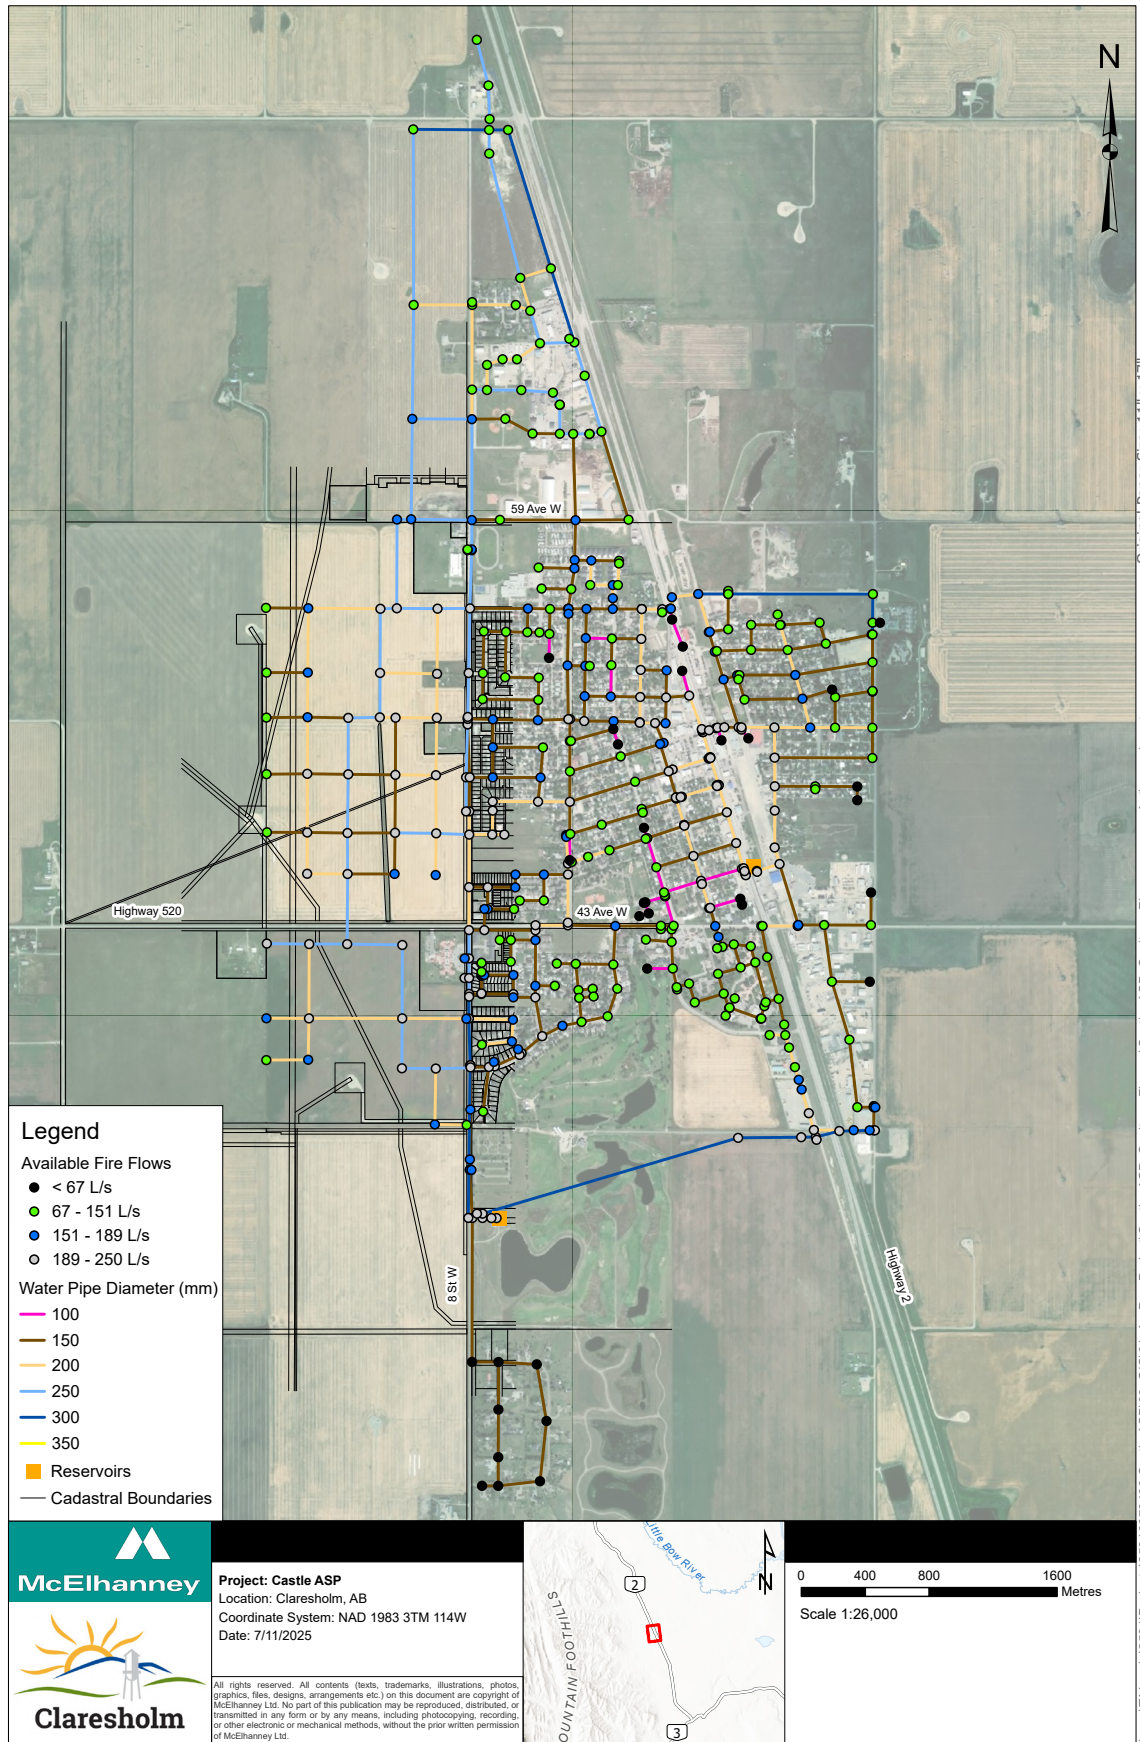 N
59 Ave W
Highway 520
43 Ave W
8 St W
Highway 2
Legend
Available Fire Flows
< 67 L/s
67 - 151 L/s
151 - 189 L/s
189 - 250 L/s
Water Pipe Diameter (mm)
100
150
200
250
300
350
Reservoirs
Cadastral Boundaries
McElhanney
Claresholm
Project: Castle ASP
Location: Claresholm, AB
Coordinate System: NAD 1983 3TM 114W
Date: 7/11/2025
All rights reserved. All contents (texts, trademarks, illustrations, photos,
graphics, files, designs, arrangements etc.) on this document are copyright of
McElhanney Ltd. No part of this publication may be reproduced, distributed, or
transmitted in any form or by any means, including photocopying, recording,
or other electronic or mechanical methods, without the prior written permission
of McElhanney Ltd.
Little Bow River
2
OUNTAIN FOOTHILLS
3
N
0 400 800 1600
Metres
Scale 1:26,000